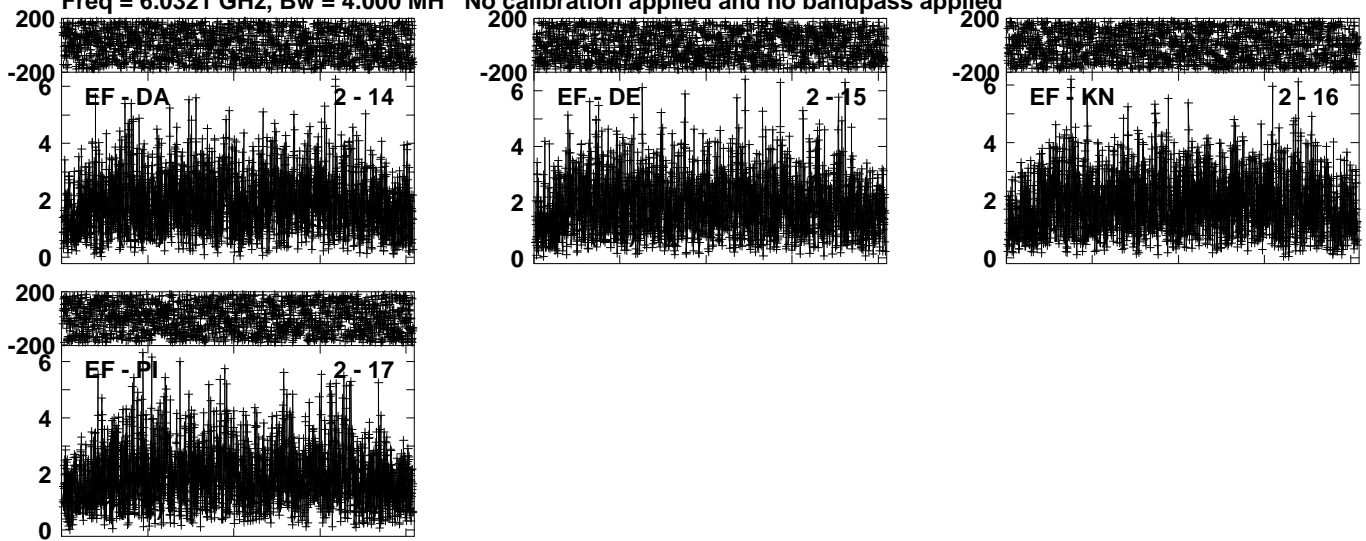 Freq = 6.0321 GHz, Bw = 4.000 MH No calibration applied and no bandpass applied
200 200 200
-200 -200 -200
6 EF - DA 2 - 14 6 EF - DE 2 - 15 6 EF - KN 2 - 16
4 4 4
2 2 2
0 0 0
200
-200
6 EF - PI 2 - 17
4
2
0